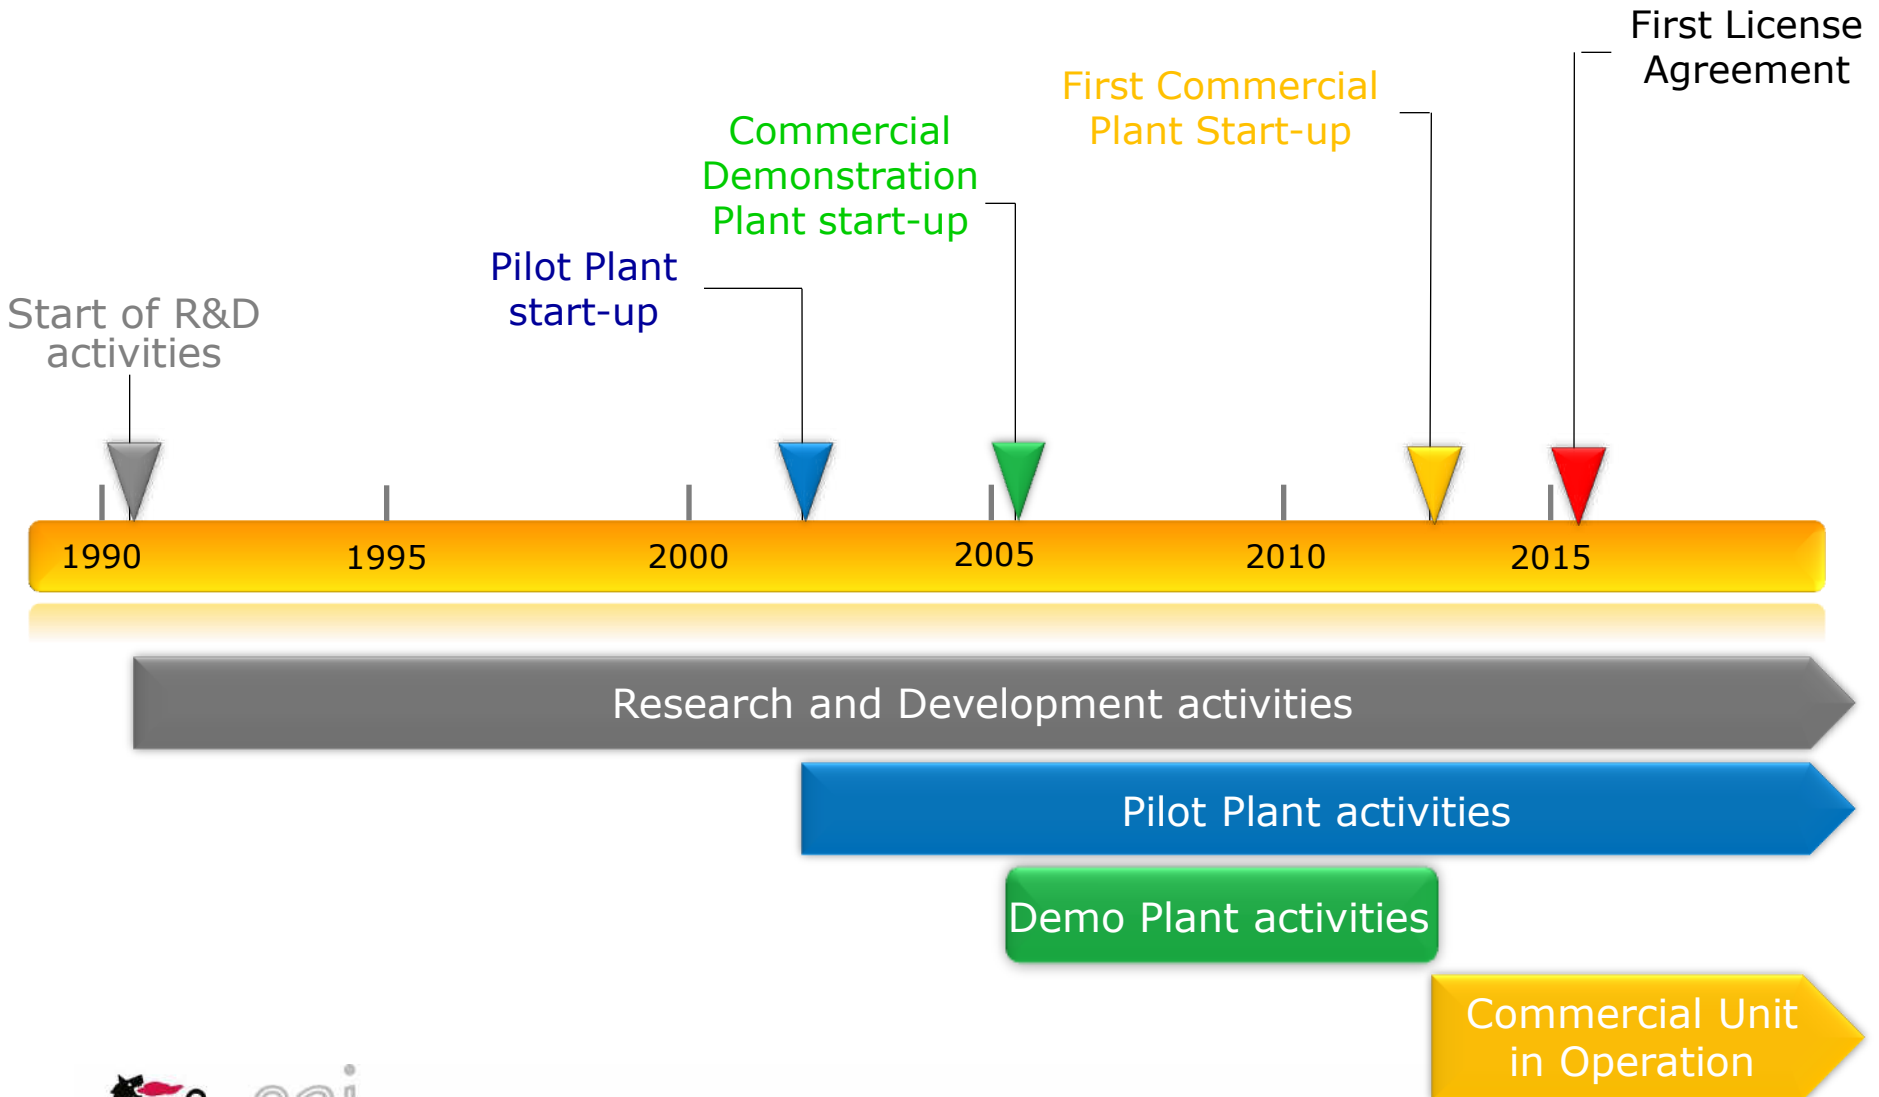 First License
Agreement
First Commercial
Plant Start-up
Commercial
Demonstration
Plant start-up
Pilot Plant
start-up
Start of R&D
activities
1990 1995 2000 2005 2010 2015
Research and Development activities
Pilot Plant activities
Demo Plant activities
Commercial Unit
in Operation
eni